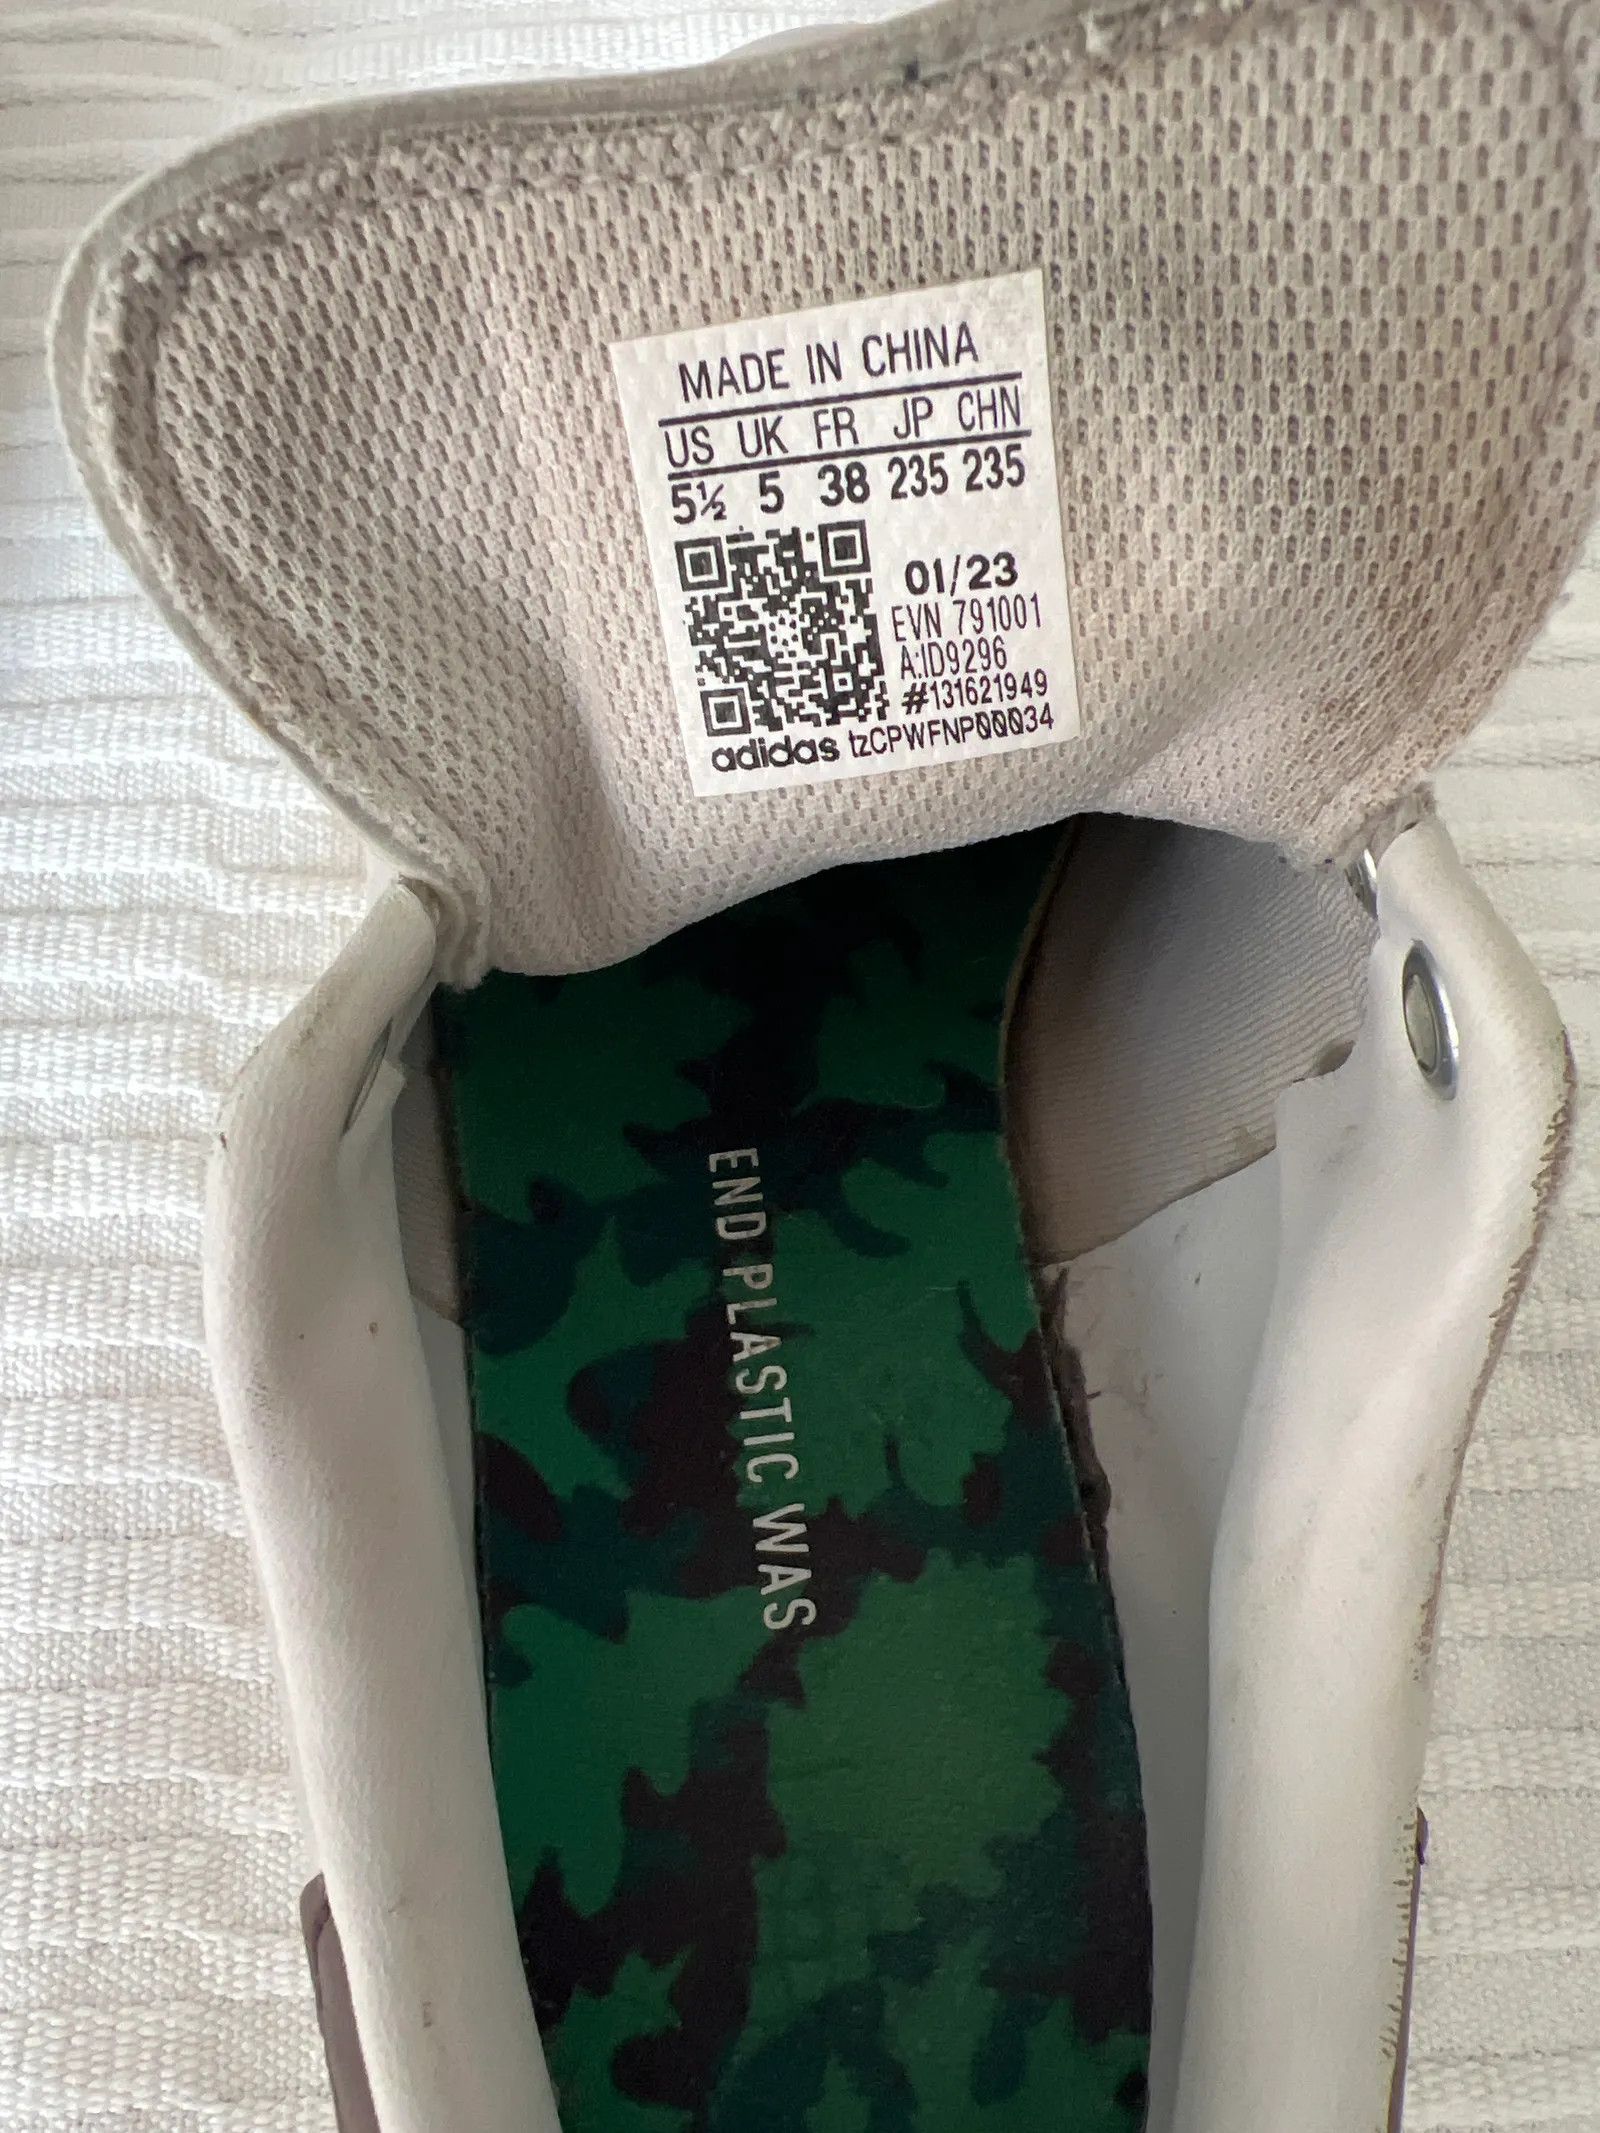 MADE IN CHINA
US UK FR JP CHN
5½ 5 38 235 235
01/23
EVN 791001
A:ID9296
#131621949
adidas tzCPWFNP00034
END PLASTIC WAS